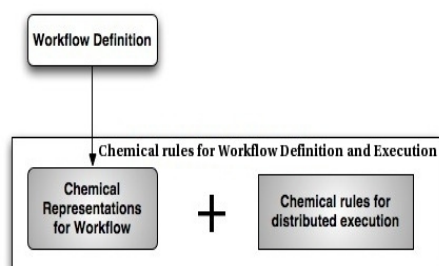 Workflow Definition
Chemical rules for Workflow Definition and Execution
Chemical
Representations
for Workflow
+
Chemical rules for
distributed execution